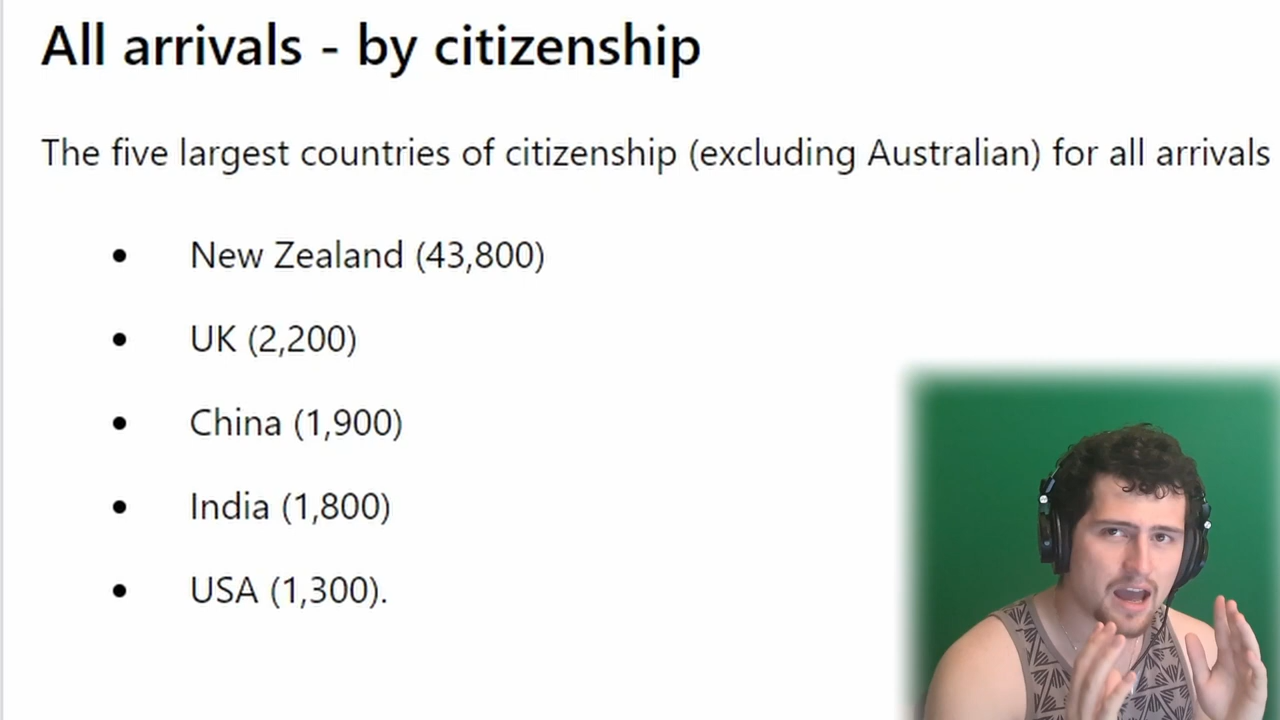 All arrivals - by citizenship
The five largest countries of citizenship (excluding Australian) for all arrivals
• New Zealand (43,800)
• UK (2,200)
• China (1,900)
• India (1,800)
• USA (1,300).